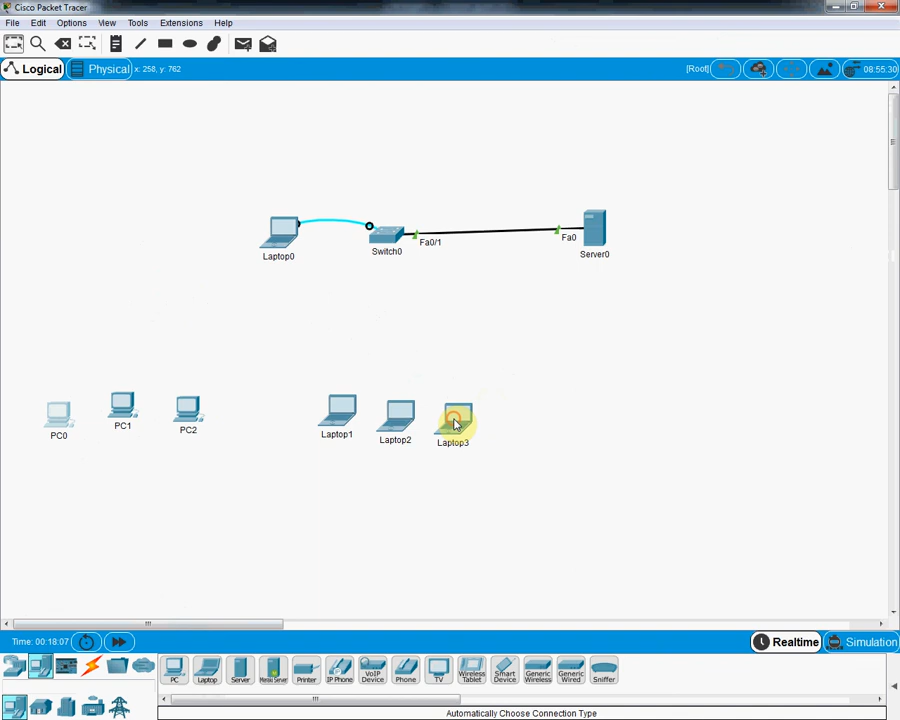 Cisco Packet Tracer
File Edit Options View Tools Extensions Help
Logical Physical x: 258, y: 762 [Root] 08:55:30
Laptop0
Switch0
Fa0/1
Fa0
Server0
PC0
PC1
PC2
Laptop1
Laptop2
Laptop3
Time: 00:18:07 Realtime Simulation
PC
Laptop
Server
Meraki Server
Printer
IP Phone
VoIP Device
Phone
TV
Wireless Tablet
Smart Device
Generic Wireless
Generic Wired
Sniffer
Automatically Choose Connection Type